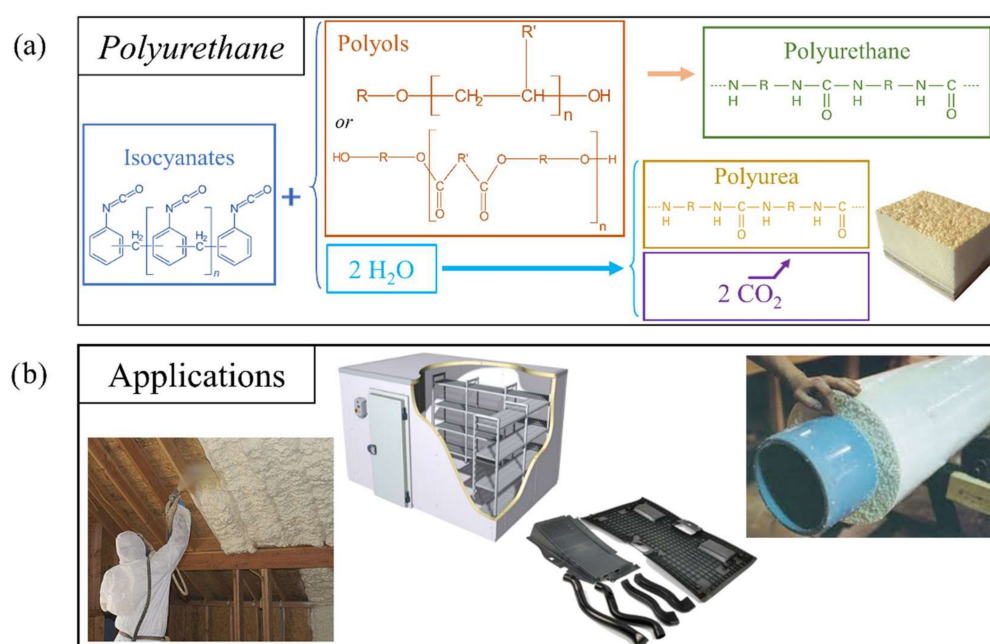 (a)
Polyurethane
Isocyanates
N=C=O N=C=O N=C=O
C H2 C H2
n
+
Polyols
R'
R—O—CH2—CH—OH
n
or
HO—R—O R' O—R—O—H
C C
O O
n
2 H2O
Polyurethane
N—R—N—C—N—R—N—C
H H O H H O
Polyurea
N—R—N—C—N—R—N—C
H H O H H O
2 CO2
(b)
Applications